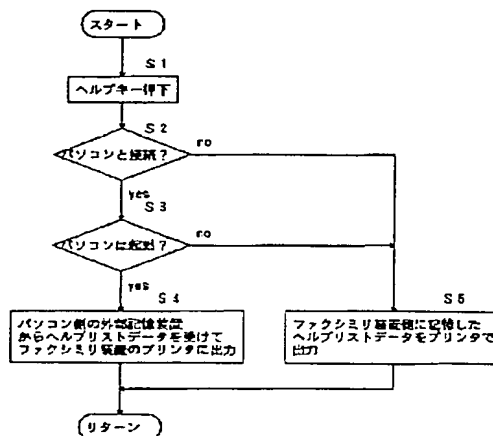 スタート
S1
ヘルプキー押下
S2
パソコンと接続?
no
yes
S3
パソコンは起動?
no
yes
S4
パソコン側の外部記憶装置
からヘルプリストデータを受けて
ファクシミリ装置のプリンタに出力
S5
ファクシミリ装置側に記憶した
ヘルプリストデータをプリンタで
出力
リターン